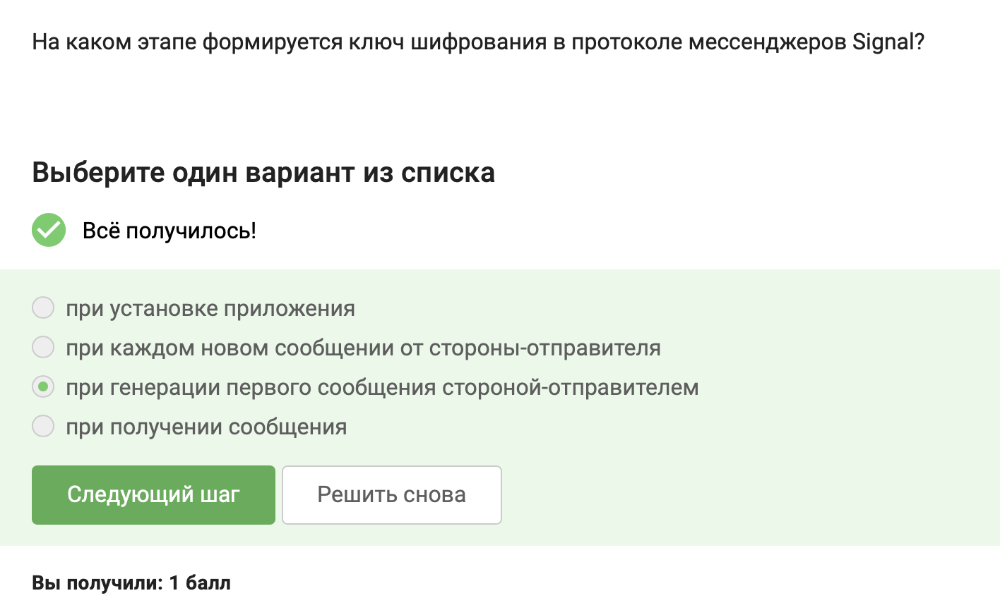 На каком этапе формируется ключ шифрования в протоколе мессенджеров Signal?
Выберите один вариант из списка
Всё получилось!
при установке приложения
при каждом новом сообщении от стороны-отправителя
при генерации первого сообщения стороной-отправителем
при получении сообщения
Следующий шаг
Решить снова
Вы получили: 1 балл